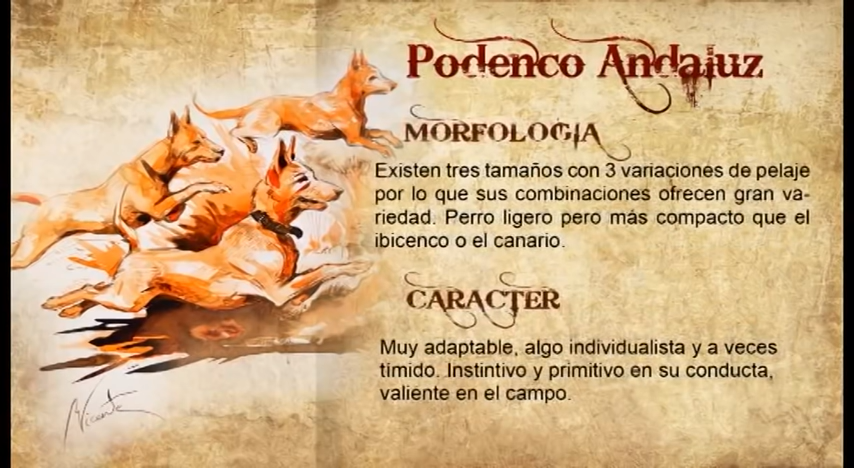 Podenco Andaluz
MORFOLOGIA
Existen tres tamaños con 3 variaciones de pelaje
por lo que sus combinaciones ofrecen gran va-
riedad. Perro ligero pero más compacto que el
ibicenco o el canario.
CARACTER
Muy adaptable, algo individualista y a veces
tímido. Instintivo y primitivo en su conducta,
valiente en el campo.
Vicente